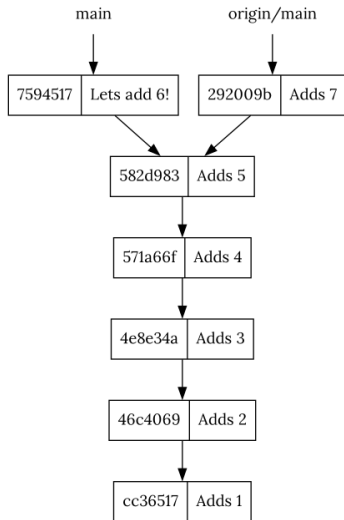 main
origin/main
7594517 Lets add 6!
292009b Adds 7
582d983 Adds 5
571a66f Adds 4
4e8e34a Adds 3
46c4069 Adds 2
cc36517 Adds 1